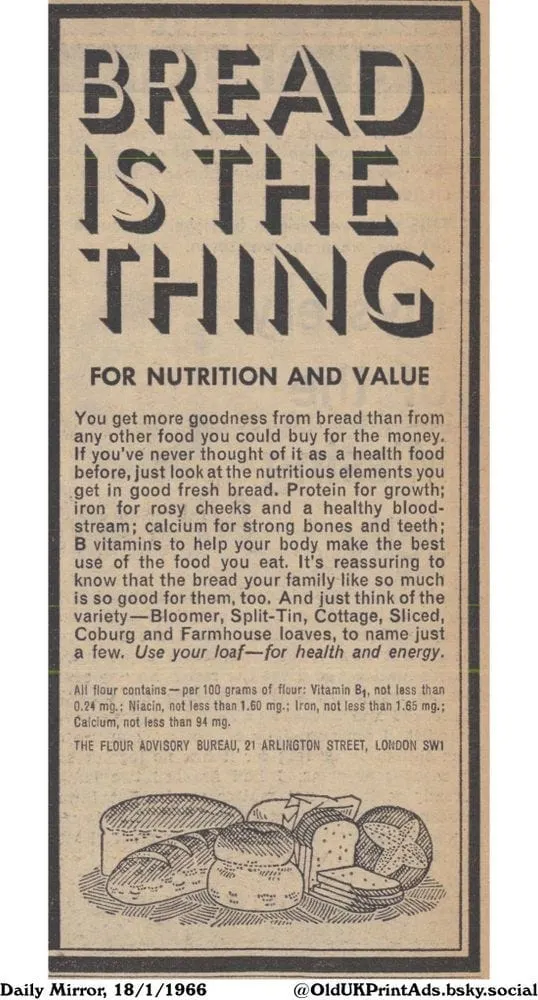 BREAD
IS THE
THING
FOR NUTRITION AND VALUE
You get more goodness from bread than from
any other food you could buy for the money.
If you've never thought of it as a health food
before, just look at the nutritious elements you
get in good fresh bread. Protein for growth;
iron for rosy cheeks and a healthy blood-
stream; calcium for strong bones and teeth;
B vitamins to help your body make the best
use of the food you eat. It's reassuring to
know that the bread your family like so much
is so good for them, too. And just think of the
variety—Bloomer, Split-Tin, Cottage, Sliced,
Coburg and Farmhouse loaves, to name just
a few. Use your loaf—for health and energy.
All flour contains—per 100 grams of flour: Vitamin B₁, not less than
0.24 mg.; Niacin, not less than 1.60 mg.; Iron, not less than 1.65 mg.;
Calcium, not less than 94 mg.
THE FLOUR ADVISORY BUREAU, 21 ARLINGTON STREET, LONDON SW1
Daily Mirror, 18/1/1966
@OldUKPrintAds.bsky.social